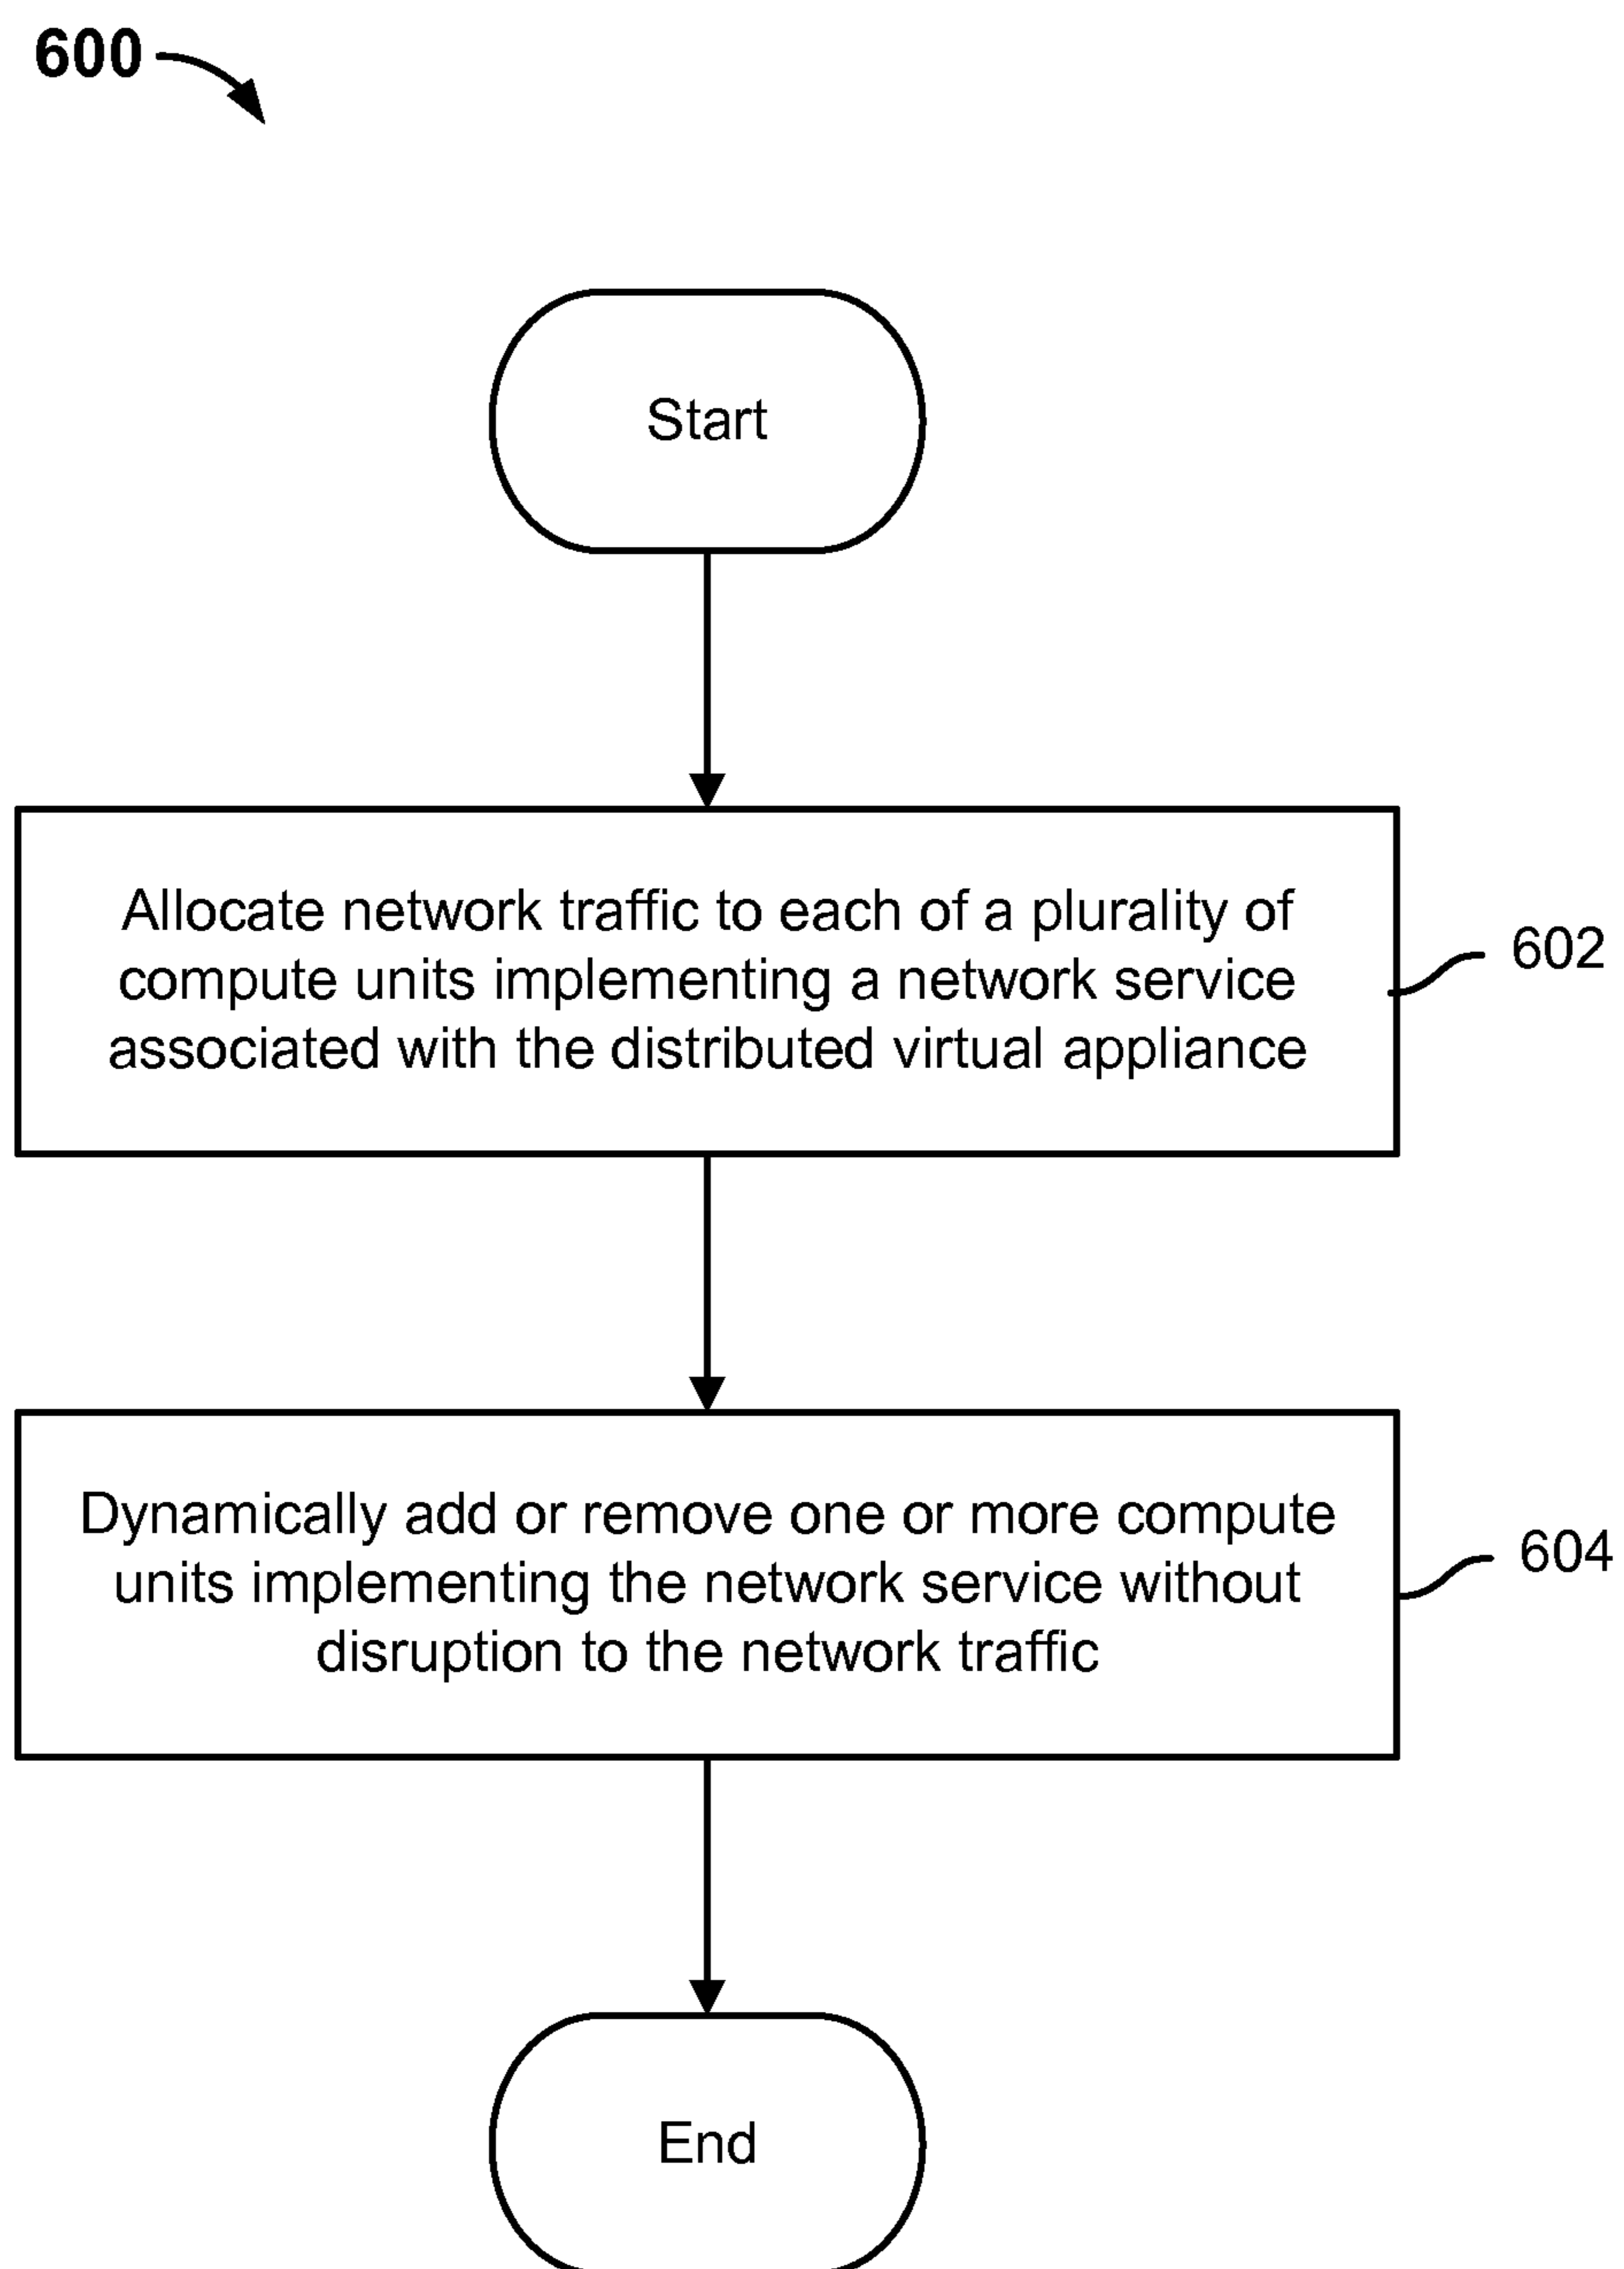 600
Start
Allocate network traffic to each of a plurality of
compute units implementing a network service
associated with the distributed virtual appliance
602
Dynamically add or remove one or more compute
units implementing the network service without
disruption to the network traffic
604
End